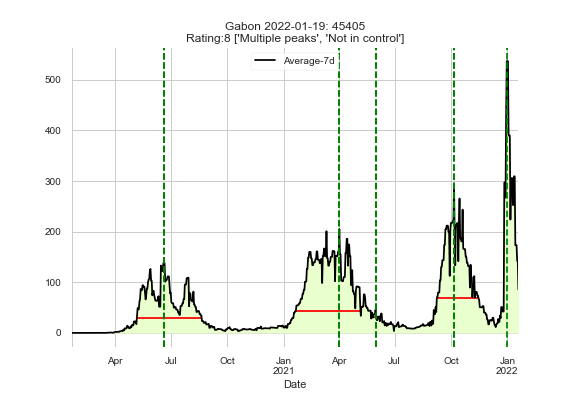 Gabon 2022-01-19: 45405
Rating:8 ['Multiple peaks', 'Not in control']
Average-7d
500
400
300
200
100
0
Apr Jul Oct Jan Apr Jul Oct Jan
2021 2022
Date